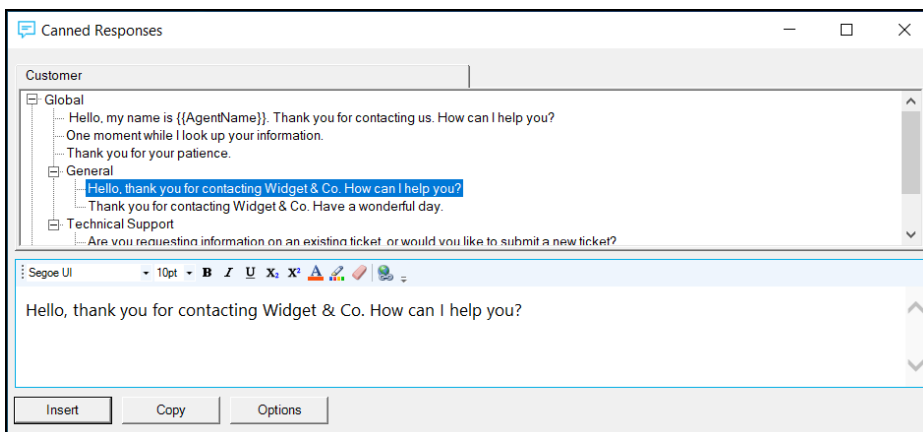 Canned Responses
Customer
Global
Hello, my name is {{AgentName}}. Thank you for contacting us. How can I help you?
One moment while I look up your information.
Thank you for your patience.
General
Hello, thank you for contacting Widget & Co. How can I help you?
Thank you for contacting Widget & Co. Have a wonderful day.
Technical Support
Are you requesting information on an existing ticket, or would you like to submit a new ticket?
Segoe UI 10pt B I U X₂ X² A
Hello, thank you for contacting Widget & Co. How can I help you?
Insert Copy Options